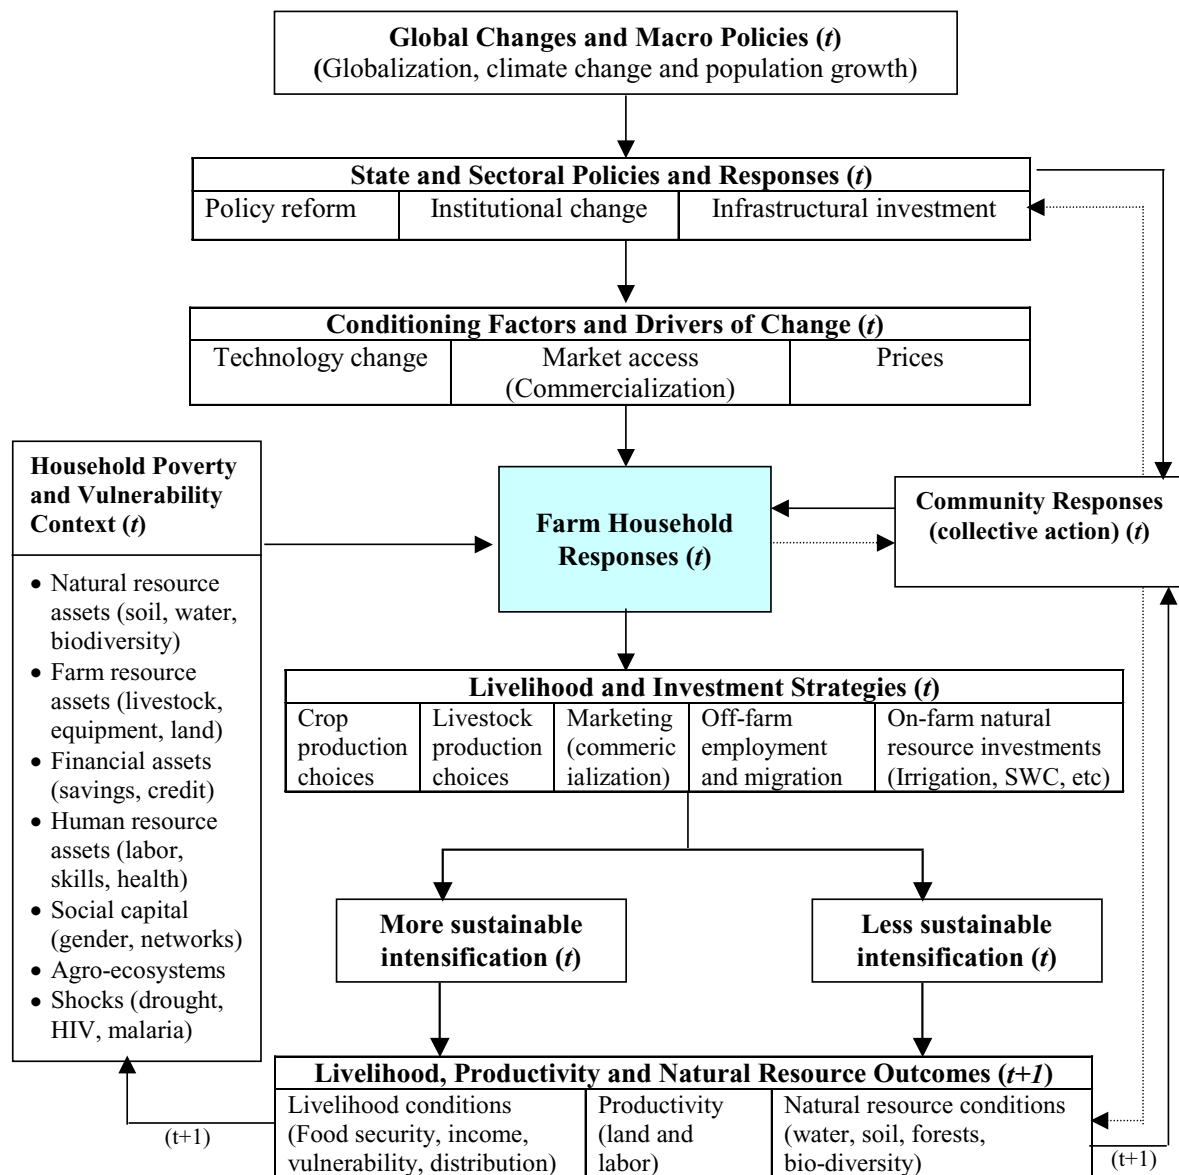 Global Changes and Macro Policies (t)
(Globalization, climate change and population growth)
State and Sectoral Policies and Responses (t)
Policy reform
Institutional change
Infrastructural investment
Conditioning Factors and Drivers of Change (t)
Technology change
Market access
(Commercialization)
Prices
Household Poverty
and Vulnerability
Context (t)
• Natural resource
assets (soil, water,
biodiversity)
• Farm resource
assets (livestock,
equipment, land)
• Financial assets
(savings, credit)
• Human resource
assets (labor,
skills, health)
• Social capital
(gender, networks)
• Agro-ecosystems
• Shocks (drought,
HIV, malaria)
Farm Household
Responses (t)
Community Responses
(collective action) (t)
Livelihood and Investment Strategies (t)
Crop
production
choices
Livestock
production
choices
Marketing
(commeric
ialization)
Off-farm
employment
and migration
On-farm natural
resource investments
(Irrigation, SWC, etc)
More sustainable
intensification (t)
Less sustainable
intensification (t)
Livelihood, Productivity and Natural Resource Outcomes (t+1)
Livelihood conditions
(Food security, income,
vulnerability, distribution)
Productivity
(land and
labor)
Natural resource conditions
(water, soil, forests,
bio-diversity)
(t+1)
(t+1)